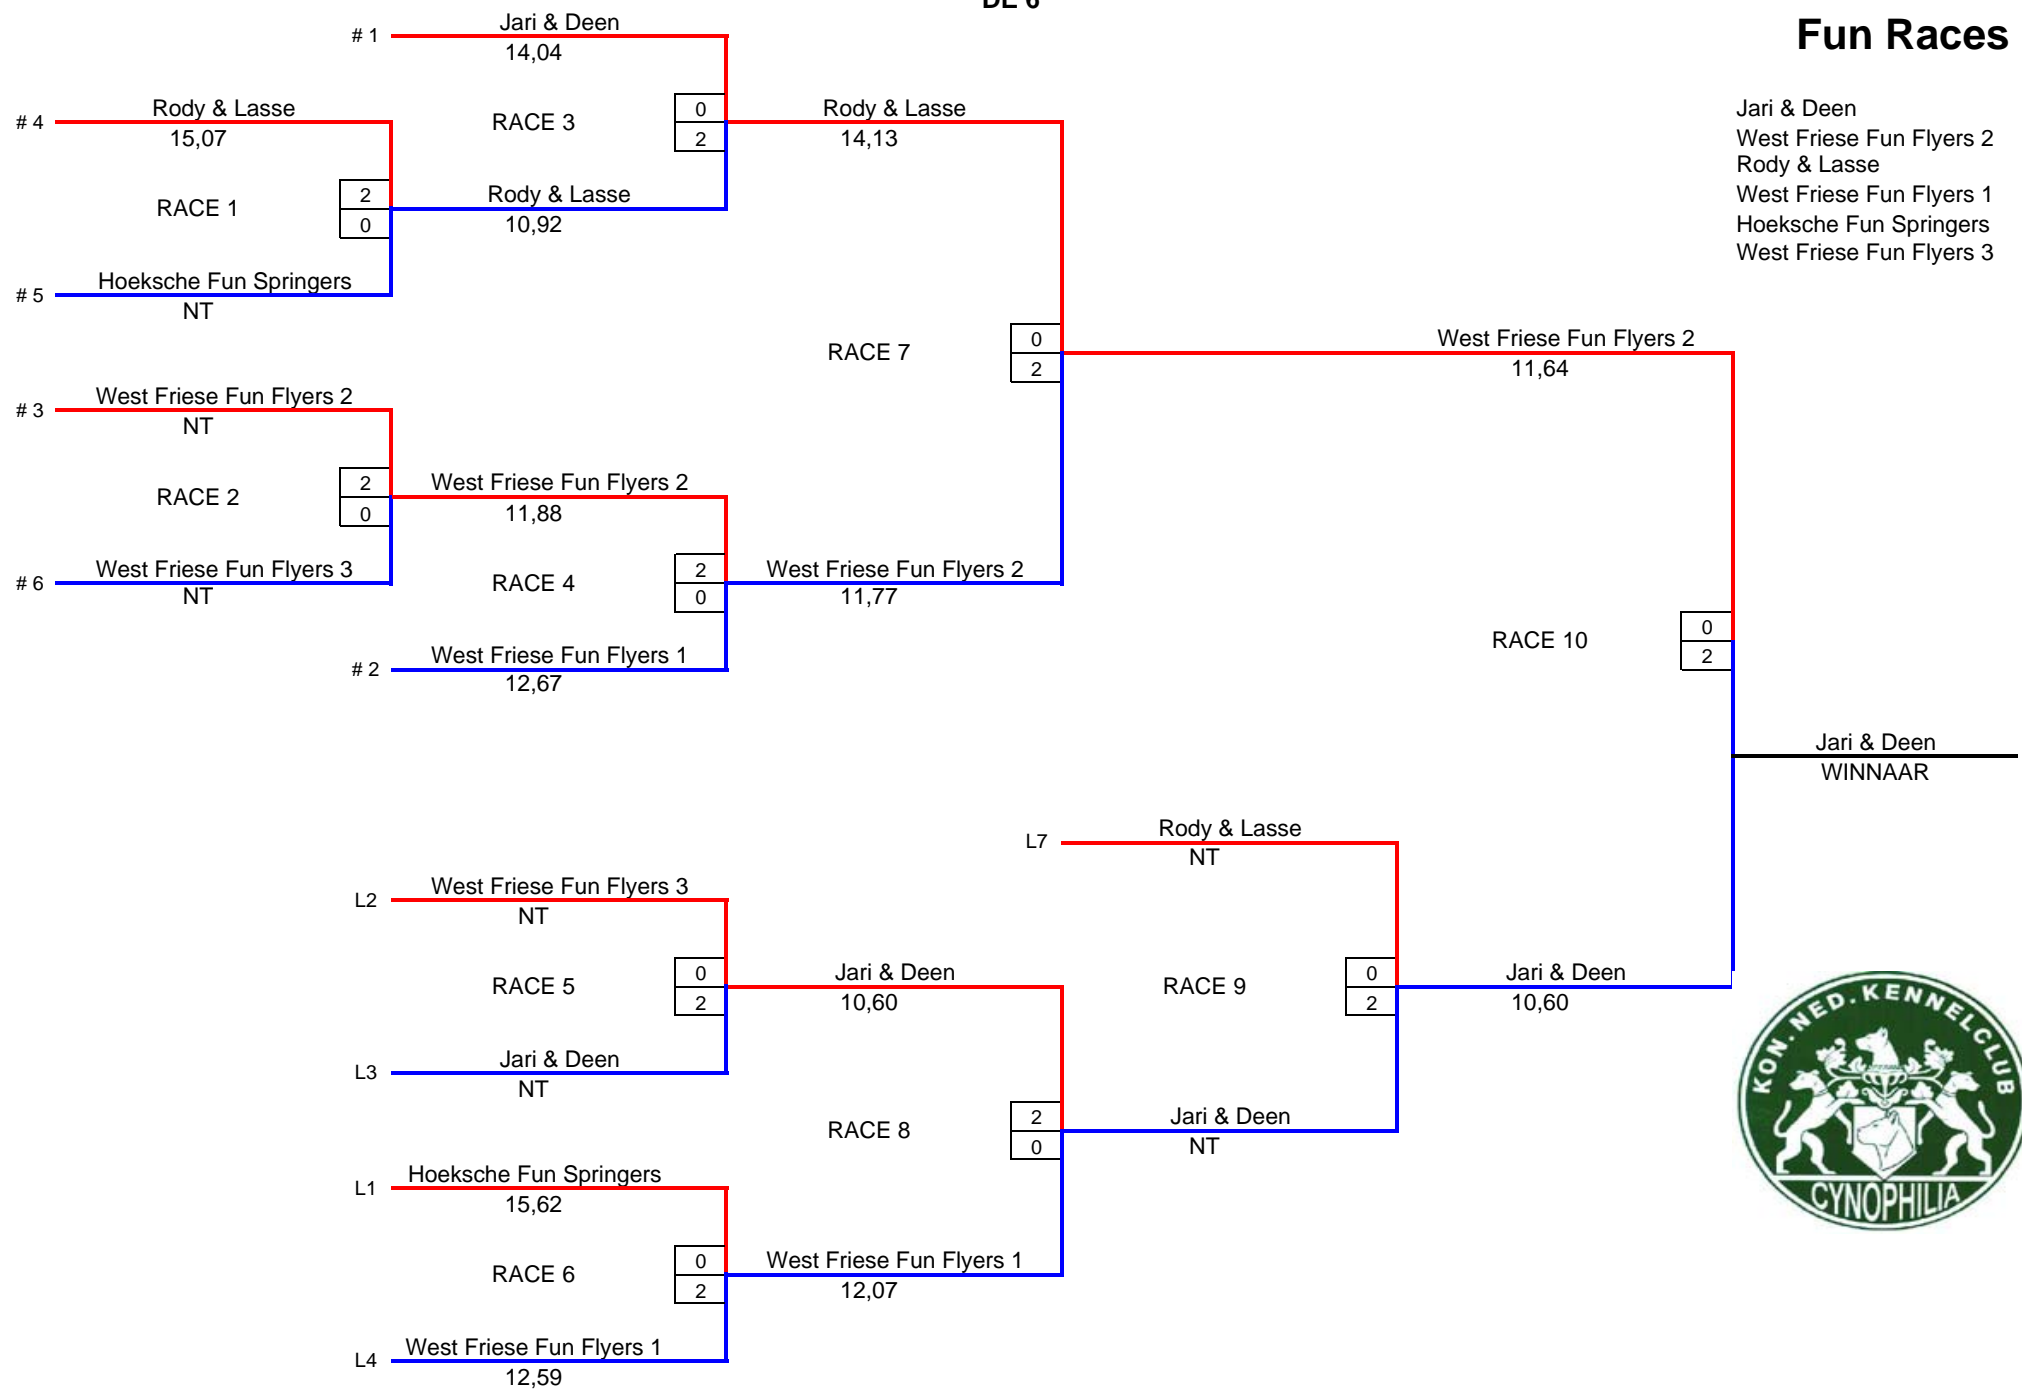 DE 6
Fun Races
Jari & Deen
West Friese Fun Flyers 2
Rody & Lasse
West Friese Fun Flyers 1
Hoeksche Fun Springers
West Friese Fun Flyers 3
# 1
Jari & Deen
14,04
# 4
Rody & Lasse
15,07
RACE 3
0
2
Rody & Lasse
14,13
RACE 1
2
0
Rody & Lasse
10,92
# 5
Hoeksche Fun Springers
NT
RACE 7
0
2
West Friese Fun Flyers 2
11,64
# 3
West Friese Fun Flyers 2
NT
RACE 2
2
0
West Friese Fun Flyers 2
11,88
# 6
West Friese Fun Flyers 3
NT
RACE 4
2
0
West Friese Fun Flyers 2
11,77
# 2
West Friese Fun Flyers 1
12,67
RACE 10
0
2
Jari & Deen
WINNAAR
L7
Rody & Lasse
NT
L2
West Friese Fun Flyers 3
NT
RACE 5
0
2
Jari & Deen
10,60
RACE 9
0
2
Jari & Deen
10,60
L3
Jari & Deen
NT
RACE 8
2
0
Jari & Deen
NT
L1
Hoeksche Fun Springers
15,62
RACE 6
0
2
West Friese Fun Flyers 1
12,07
L4
West Friese Fun Flyers 1
12,59
KON. NED. KENNELCLUB
CYNOPHILIA